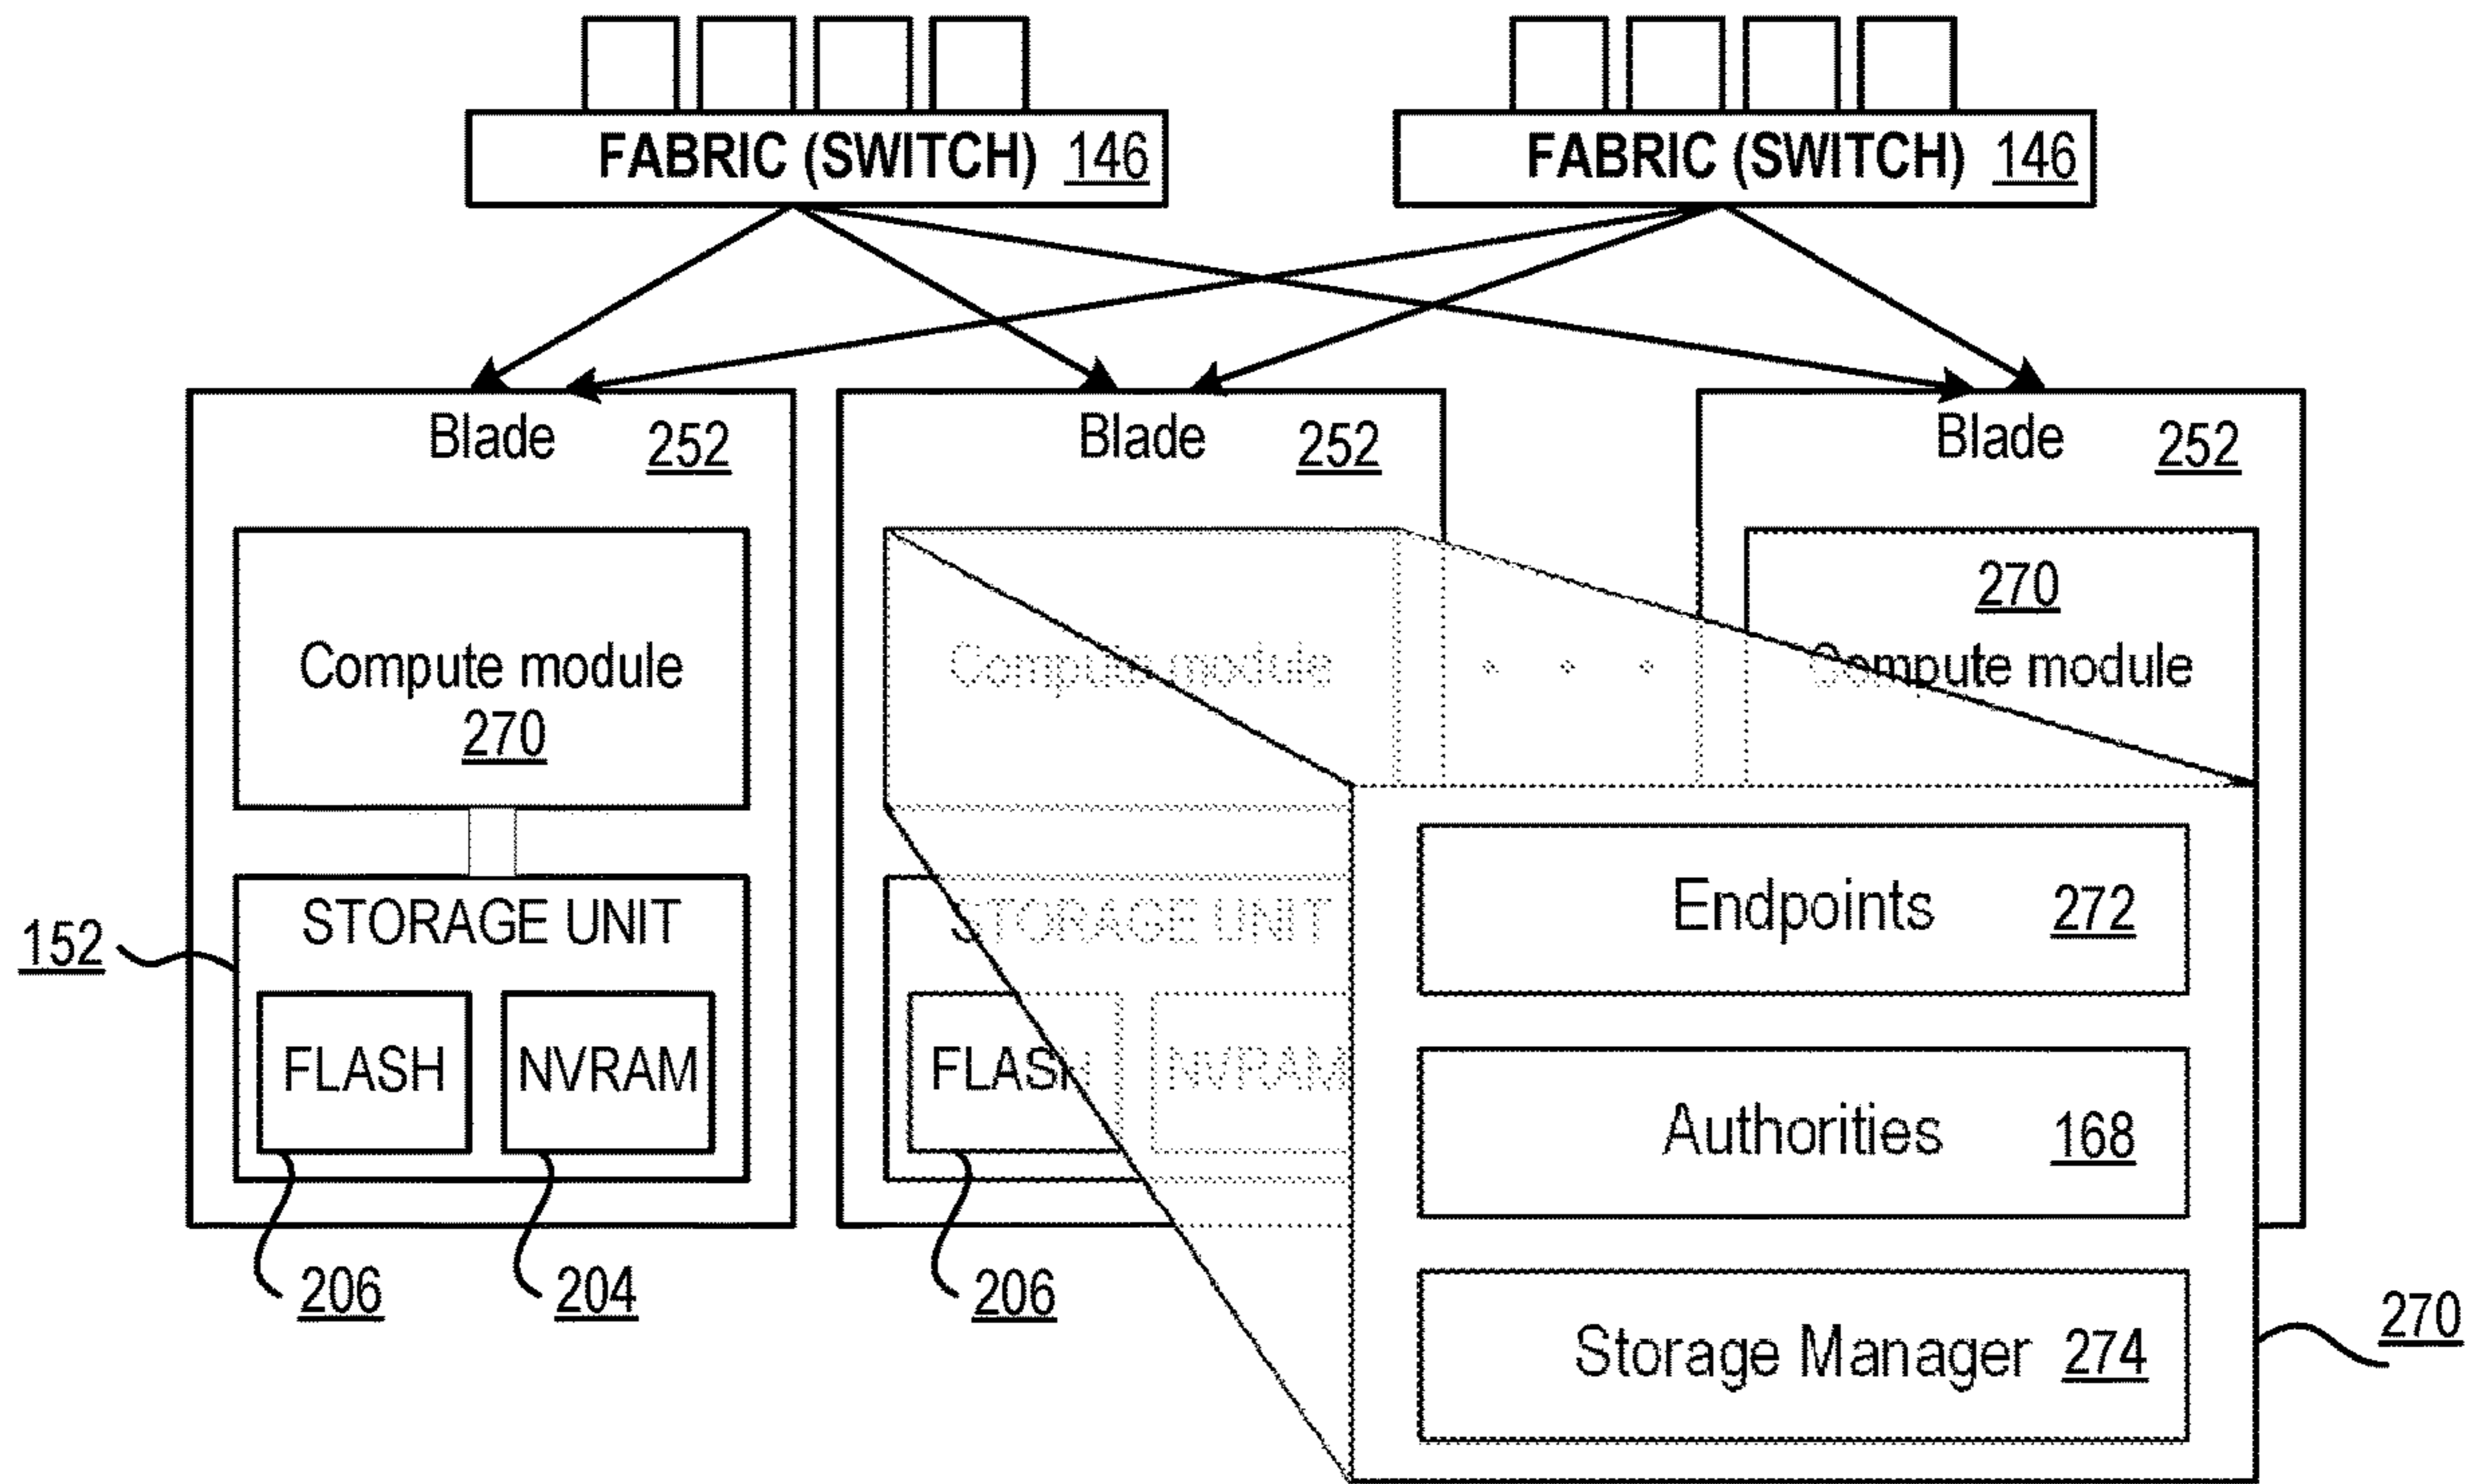 FABRIC (SWITCH) 146
FABRIC (SWITCH) 146
Blade 252
Blade 252
Blade 252
Compute module
270
Compute module
270
Compute module
STORAGE UNIT
152
FLASH
NVRAM
206
204
STORAGE UNIT
FLASH
NVRAM
206
Endpoints 272
Authorities 168
Storage Manager 274
270